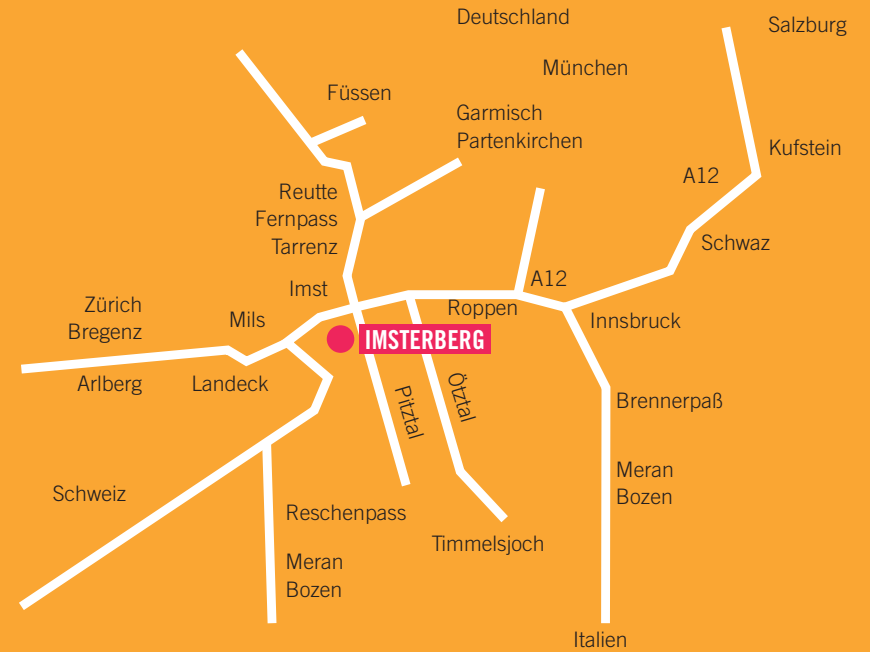 Deutschland
Salzburg
München
Füssen
Garmisch
Partenkirchen
Kufstein
A12
Reutte
Fernpass
Tarrenz
Schwaz
A12
Imst
Zürich
Bregenz
Mils
Roppen
Innsbruck
IMSTERBERG
Arlberg
Landeck
Pitztal
Ötztal
Brennerpaß
Meran
Bozen
Schweiz
Reschenpass
Timmelsjoch
Meran
Bozen
Italien